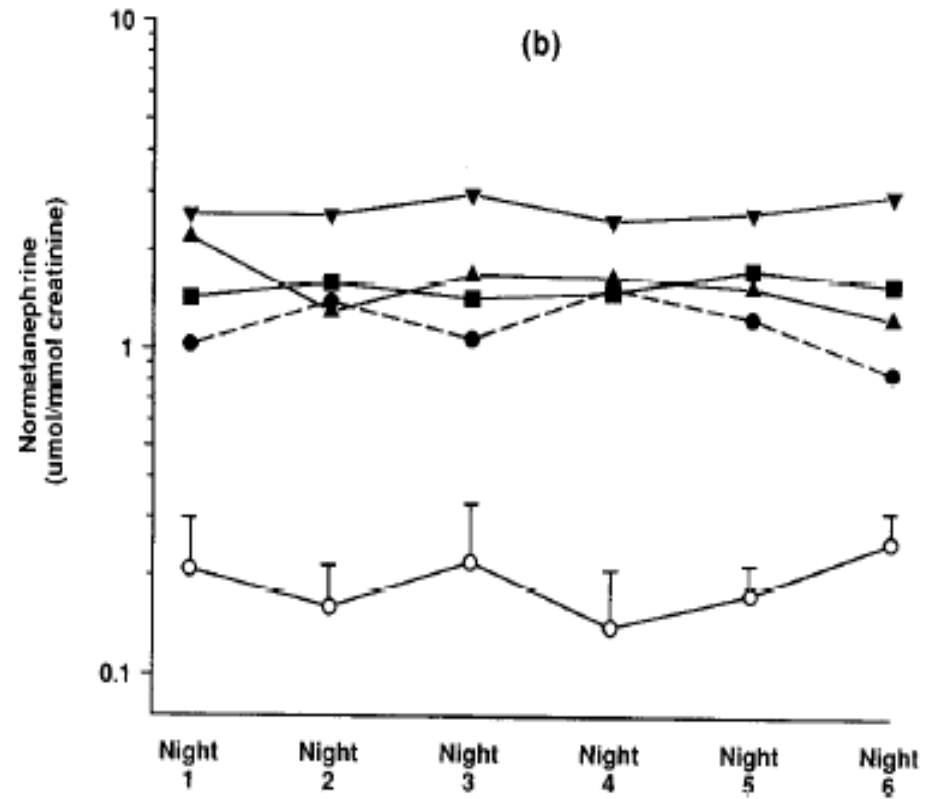 (b)
10
1
0.1
Normetanephrine
(umol/mmol creatinine)
Night
1
Night
2
Night
3
Night
4
Night
5
Night
6